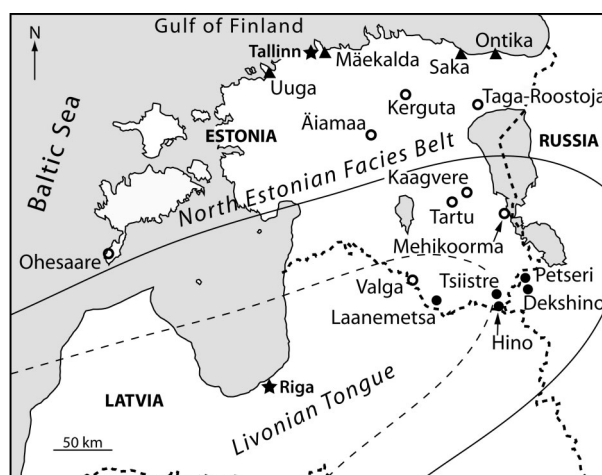 Gulf of Finland
N
Tallinn
Mäekalda
Saka
Ontika
Uuga
Kerguta
Taga-Roostoja
Baltic Sea
ESTONIA
Äiamaa
RUSSIA
North Estonian Facies Belt
Kaagvere
Tartu
Mehikoorma
Ohesaare
Valga
Tsiistre
Petseri
Laanemetsa
Dekshino
Hino
LATVIA
Riga
Livonian Tongue
50 km